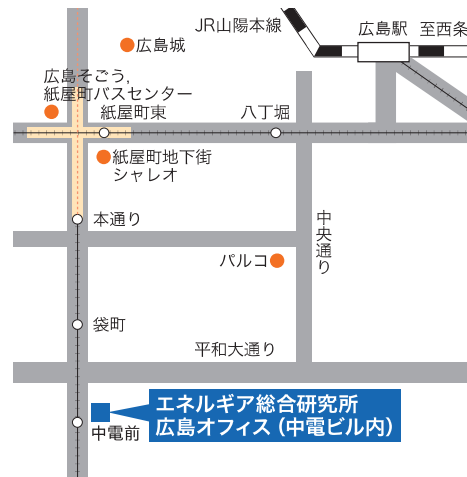 JR山陽本線
広島駅
至西条
広島城
広島そごう,
紙屋町バスセンター
紙屋町東
八丁堀
紙屋町地下街
シャレオ
本通り
中央通り
パルコ
袋町
平和大通り
エネルギア総合研究所
広島オフィス（中電ビル内）
中電前